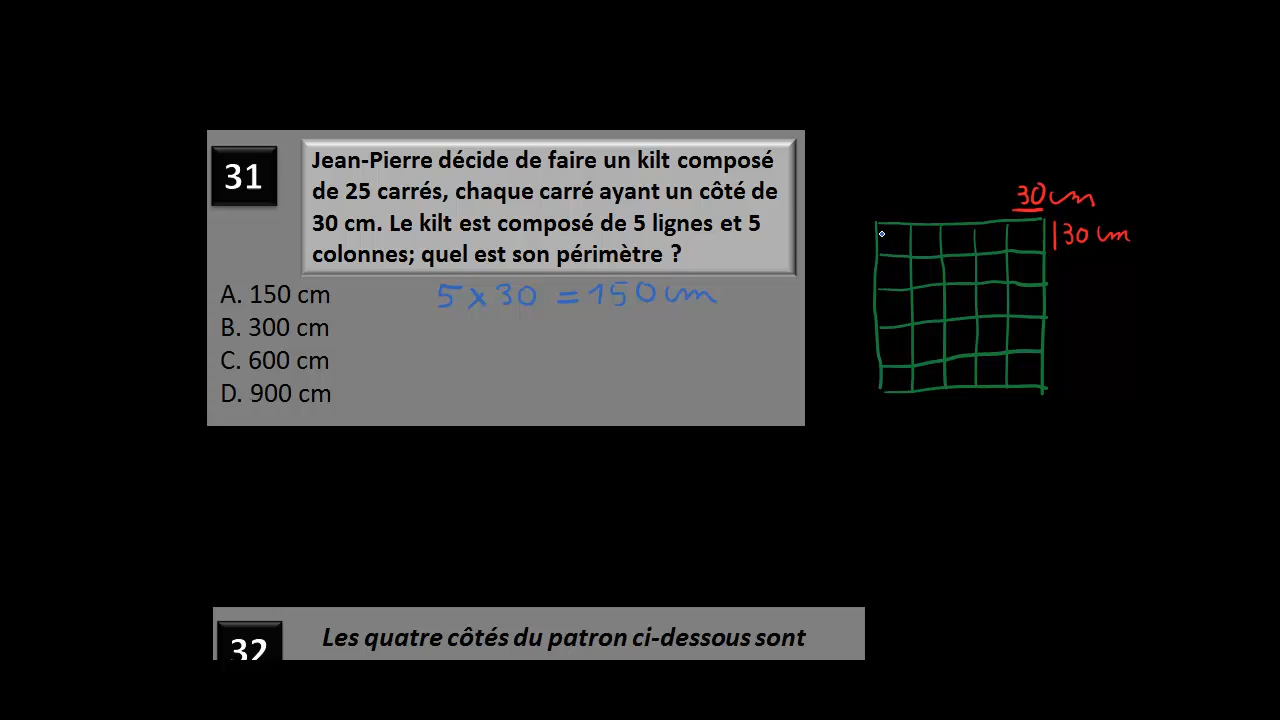 31
Jean-Pierre décide de faire un kilt composé
de 25 carrés, chaque carré ayant un côté de
30 cm. Le kilt est composé de 5 lignes et 5
colonnes; quel est son périmètre ?
A. 150 cm
5 x 30 = 150 cm
B. 300 cm
C. 600 cm
D. 900 cm
30 cm
30 cm
32
Les quatre côtés du patron ci-dessous sont